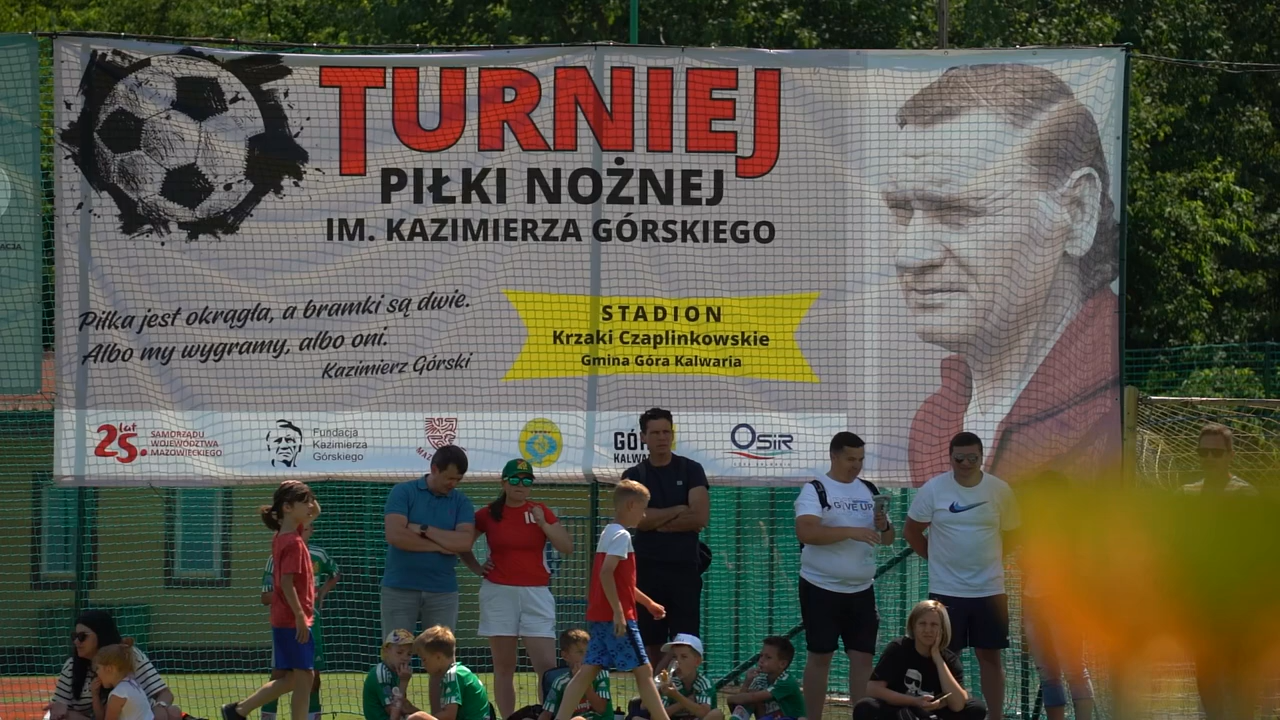 TURNIEJ
PIŁKI NOŻNEJ
IM. KAZIMIERZA GÓRSKIEGO
Piłka jest okrągła, a bramki są dwie.
Albo my wygramy, albo oni.
Kazimierz Górski
STADION
Krzaki Czaplinkowskie
Gmina Góra Kalwaria
25 lat.
SAMORZĄDU
WOJEWÓDZTWA
MAZOWIECKIEGO
Fundacja
Kazimierza
Górskiego
OSiR
GIVE UP